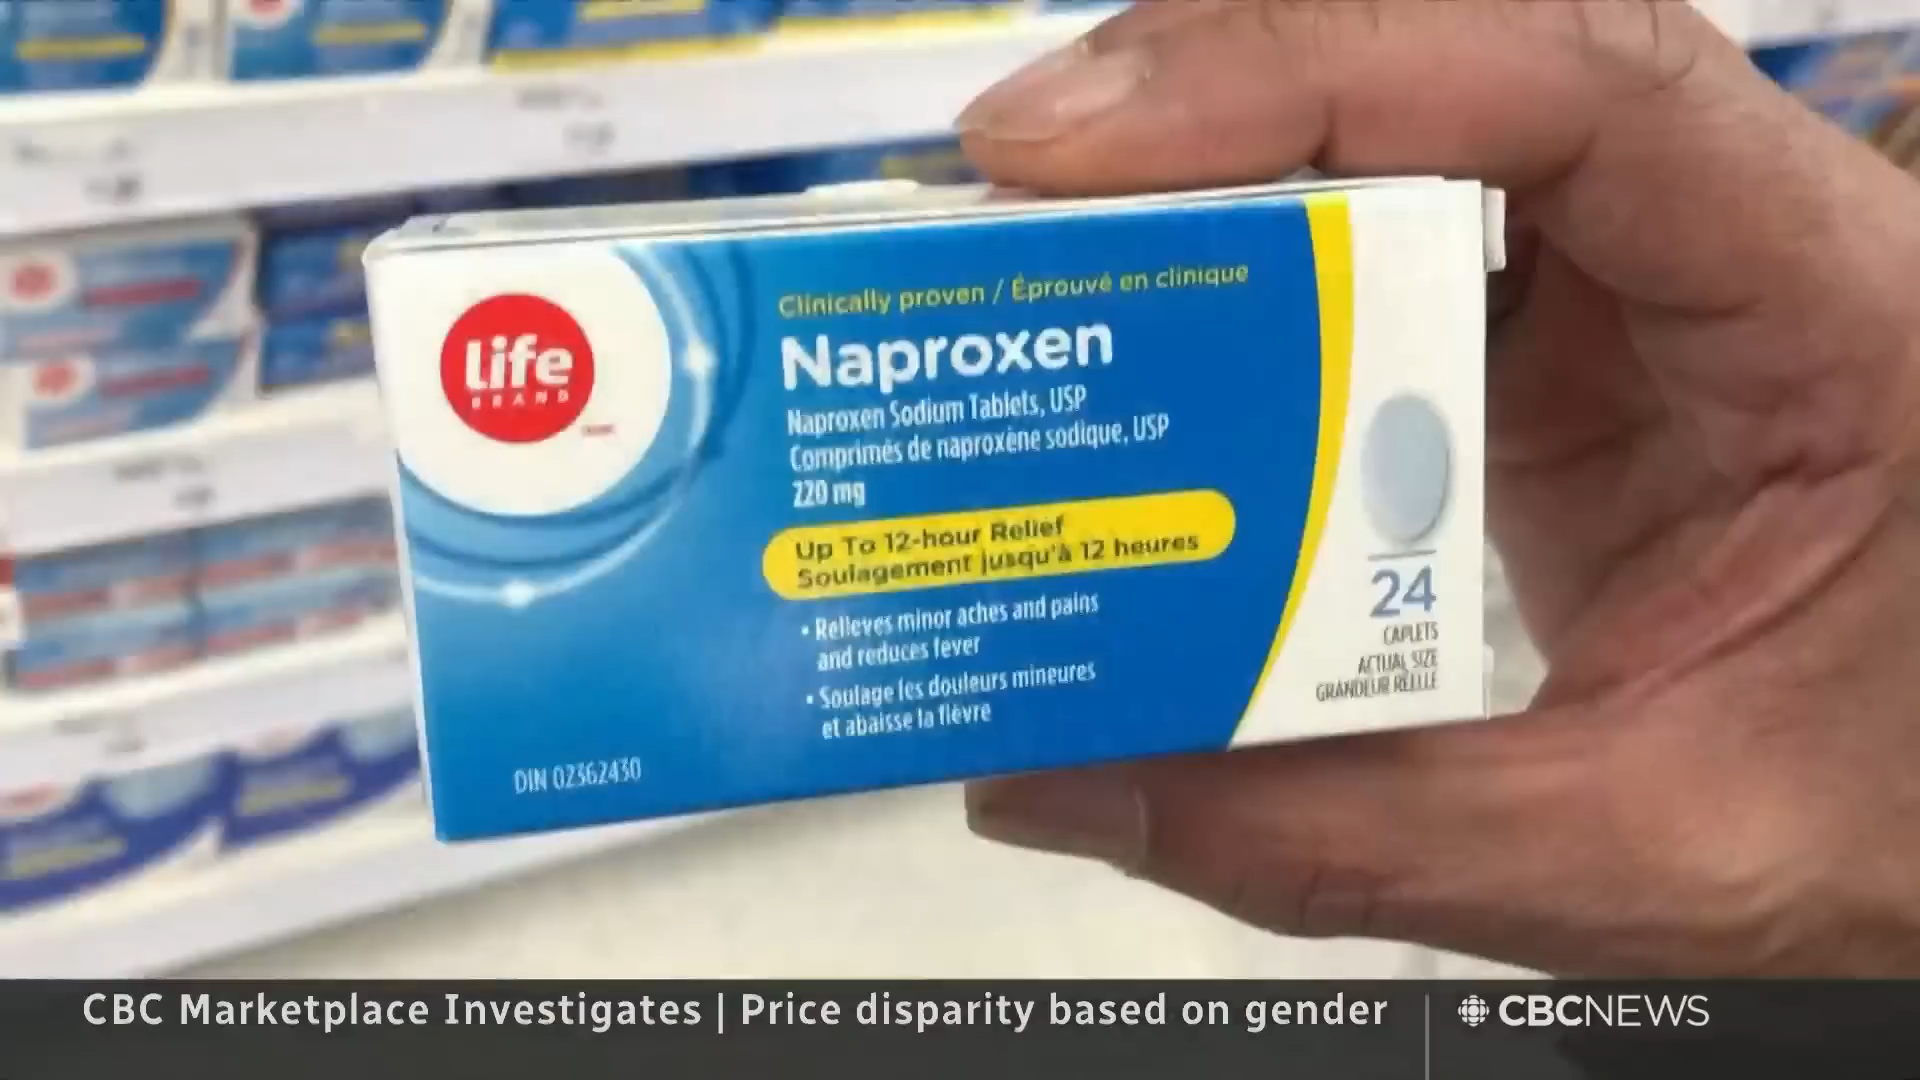 Life
BRAND
Clinically proven / Éprouvé en clinique
Naproxen
Naproxen Sodium Tablets, USP
Comprimés de naproxène sodique, USP
220 mg
Up To 12-hour Relief
Soulagement jusqu'à 12 heures
• Relieves minor aches and pains
and reduces fever
• Soulage les douleurs mineures
et abaisse la fièvre
24
CAPLETS
ACTUAL SIZE
GRANDEUR RÉELLE
DIN 02362430
CBC Marketplace Investigates | Price disparity based on gender
CBCNEWS